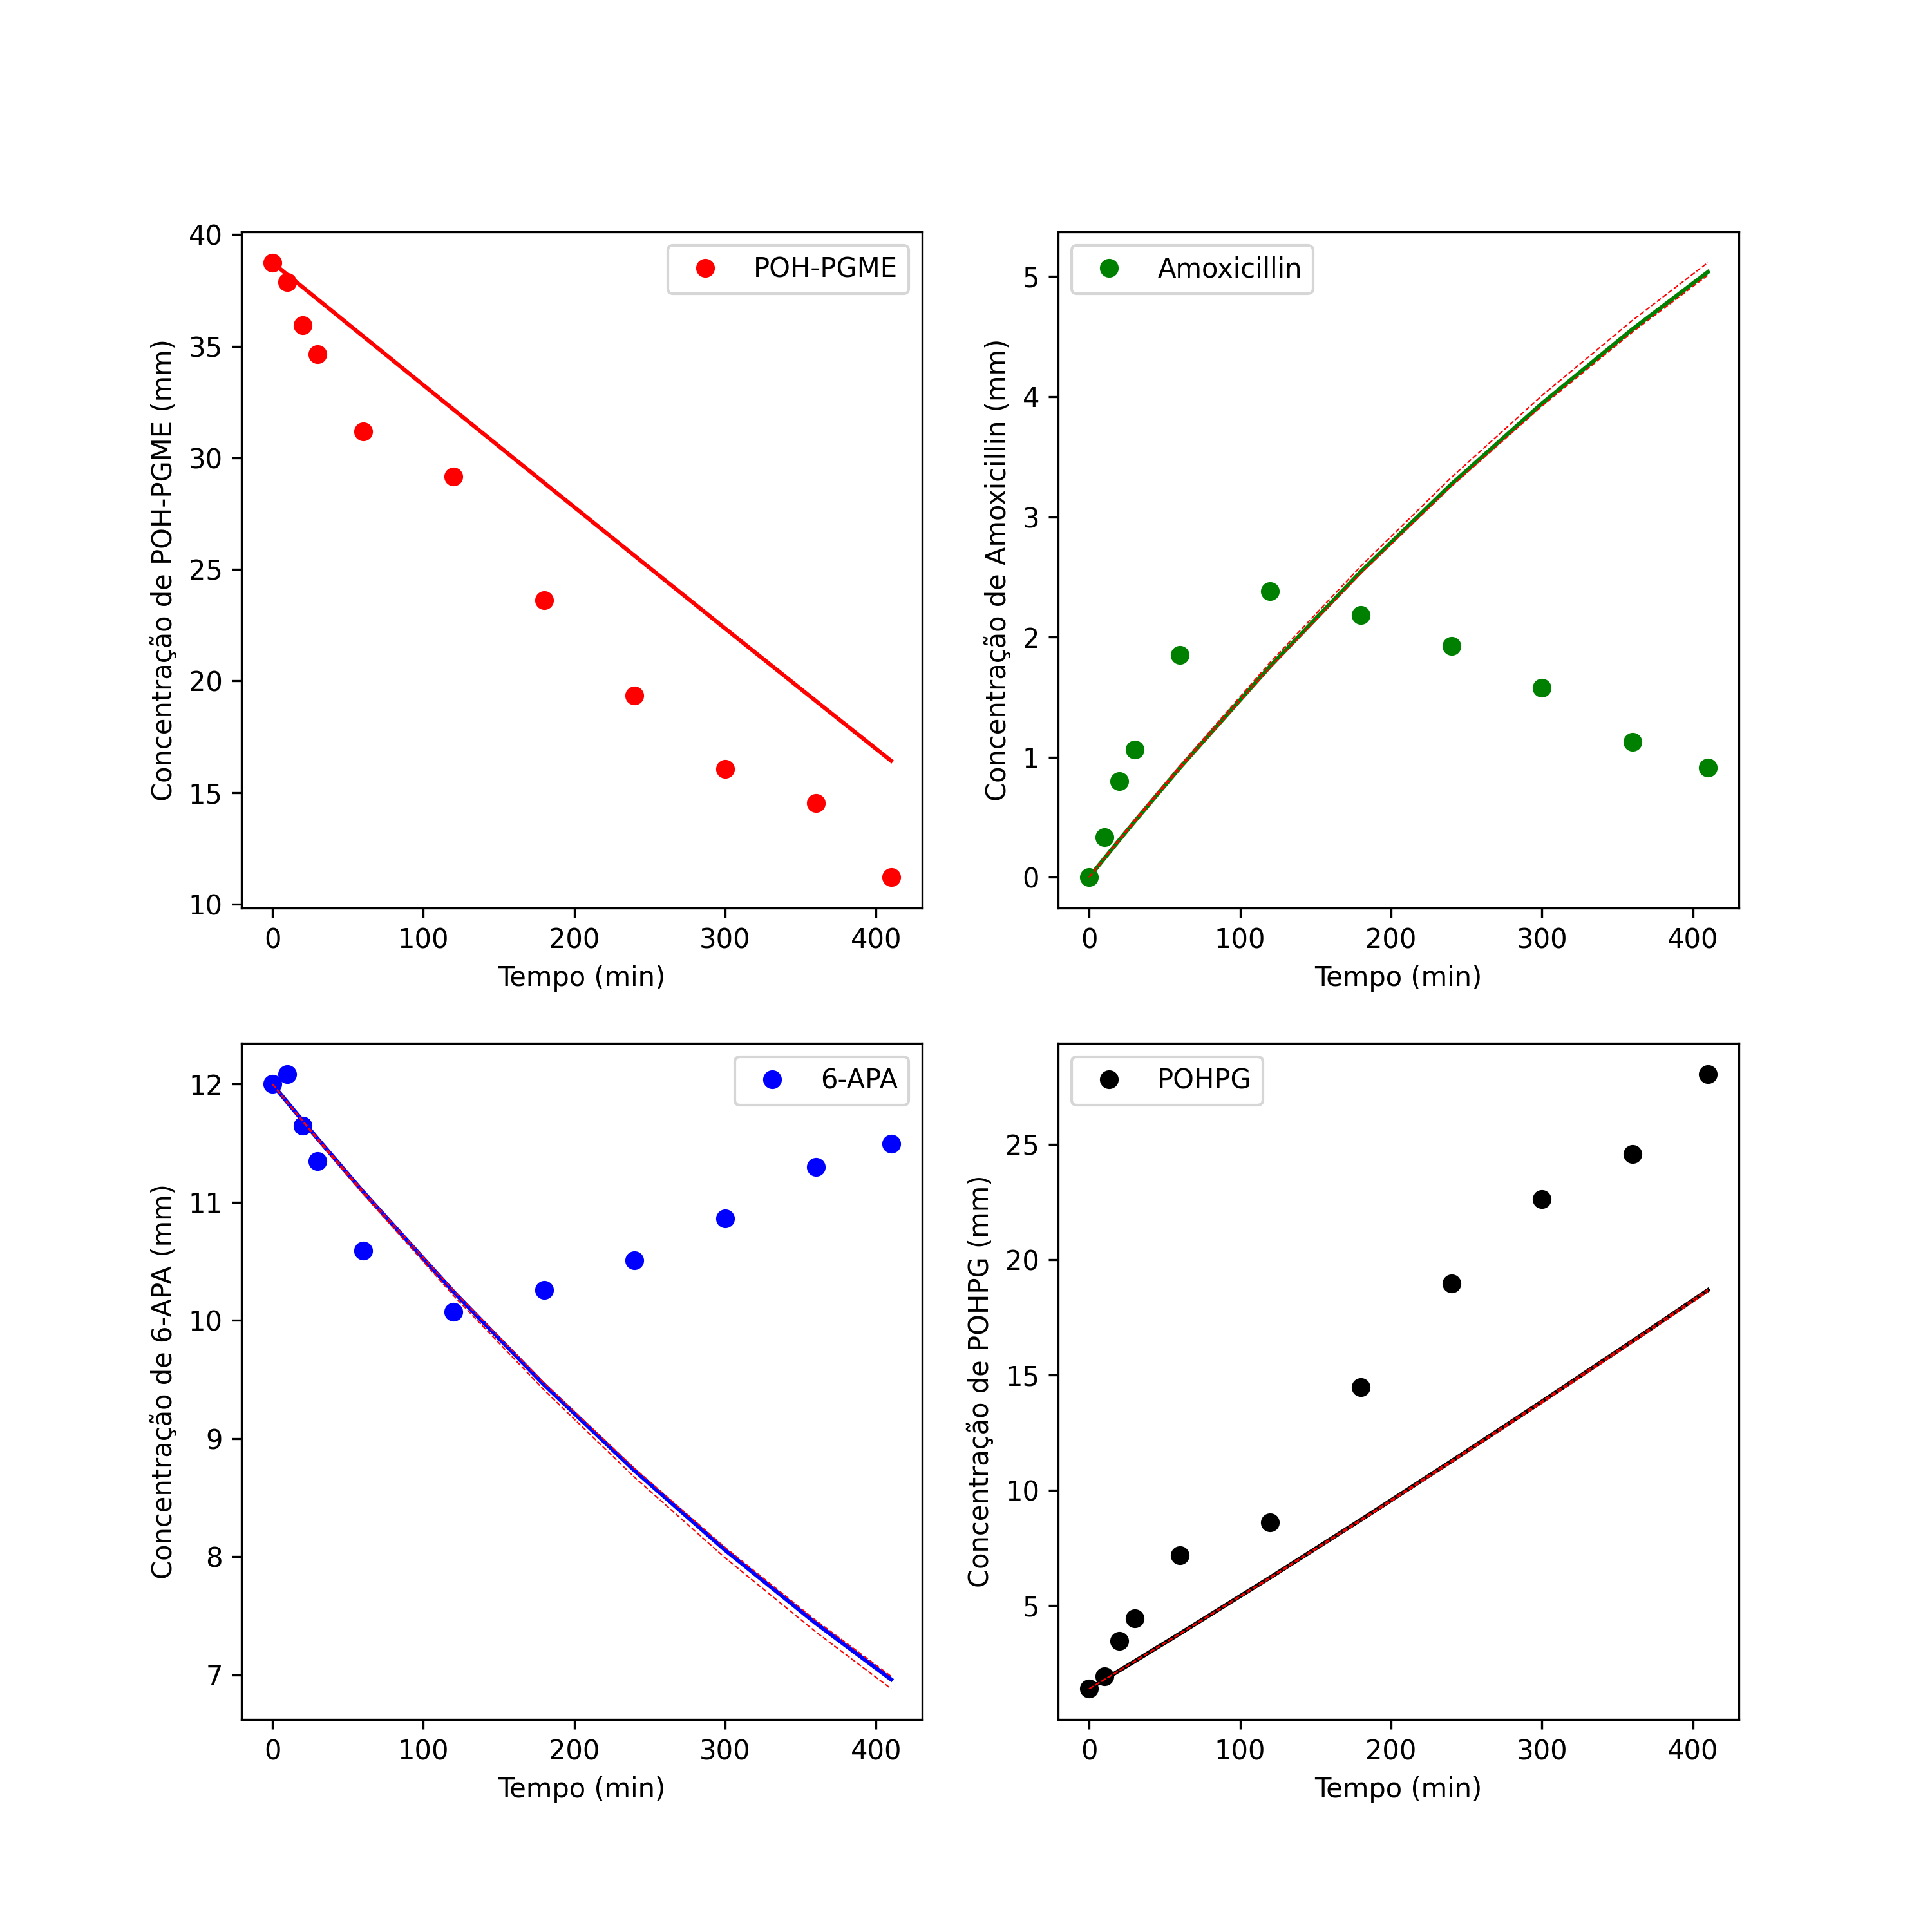 POH-PGME
Concentração de POH-PGME (mm)
40
35
30
25
20
15
10
0 100 200 300 400
Tempo (min)
Amoxicillin
Concentração de Amoxicillin (mm)
5
4
3
2
1
0
0 100 200 300 400
Tempo (min)
6-APA
Concentração de 6-APA (mm)
12
11
10
9
8
7
0 100 200 300 400
Tempo (min)
POHPG
Concentração de POHPG (mm)
25
20
15
10
5
0 100 200 300 400
Tempo (min)